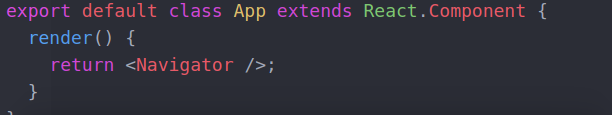 export default class App extends React.Component {
  render() {
    return <Navigator />;
  }
}